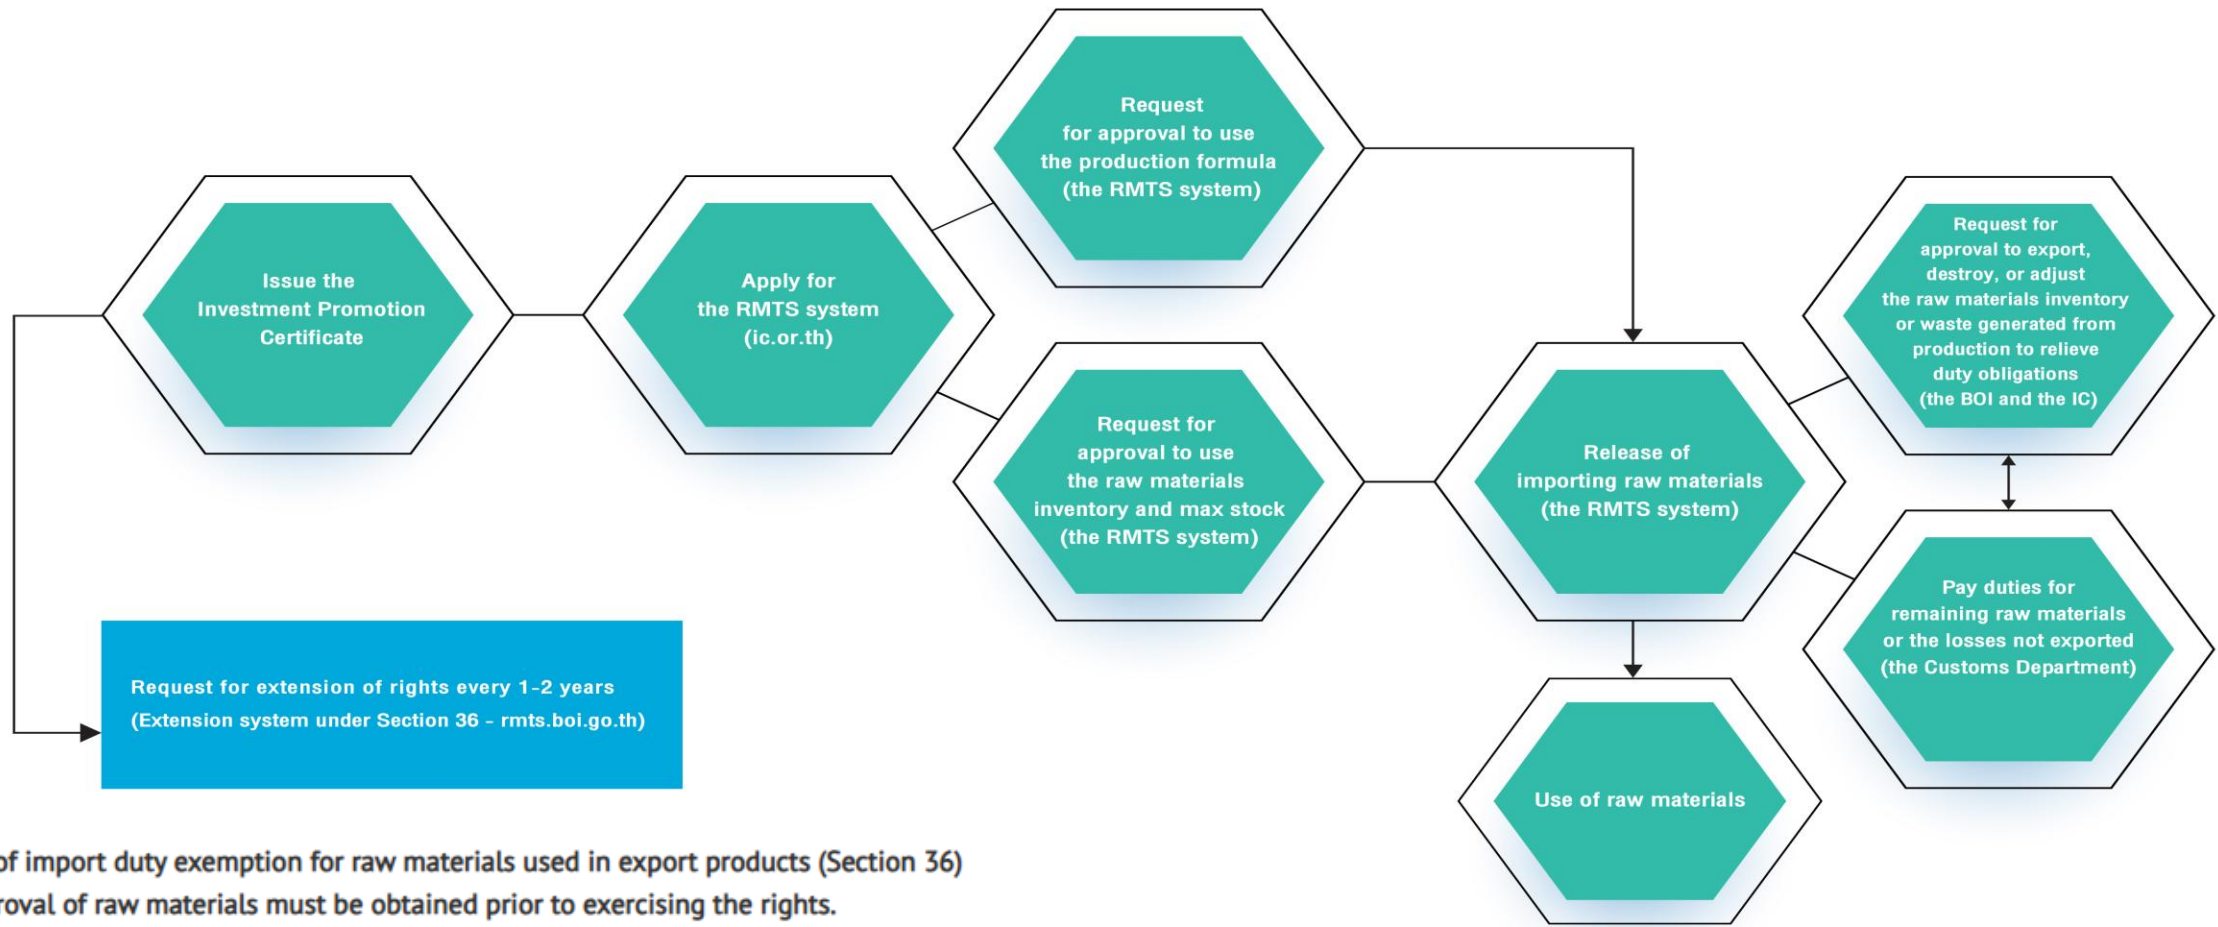 Issue the
Investment Promotion
Certificate
Apply for
the RMTS system
(ic.or.th)
Request
for approval to use
the production formula
(the RMTS system)
Request for
approval to use
the raw materials
inventory and max stock
(the RMTS system)
Release of
importing raw materials
(the RMTS system)
Request for
approval to export,
destroy, or adjust
the raw materials inventory
or waste generated from
production to relieve
duty obligations
(the BOI and the IC)
Pay duties for
remaining raw materials
or the losses not exported
(the Customs Department)
Use of raw materials
Request for extension of rights every 1-2 years
(Extension system under Section 36 - rmts.boi.go.th)
of import duty exemption for raw materials used in export products (Section 36)
roval of raw materials must be obtained prior to exercising the rights.